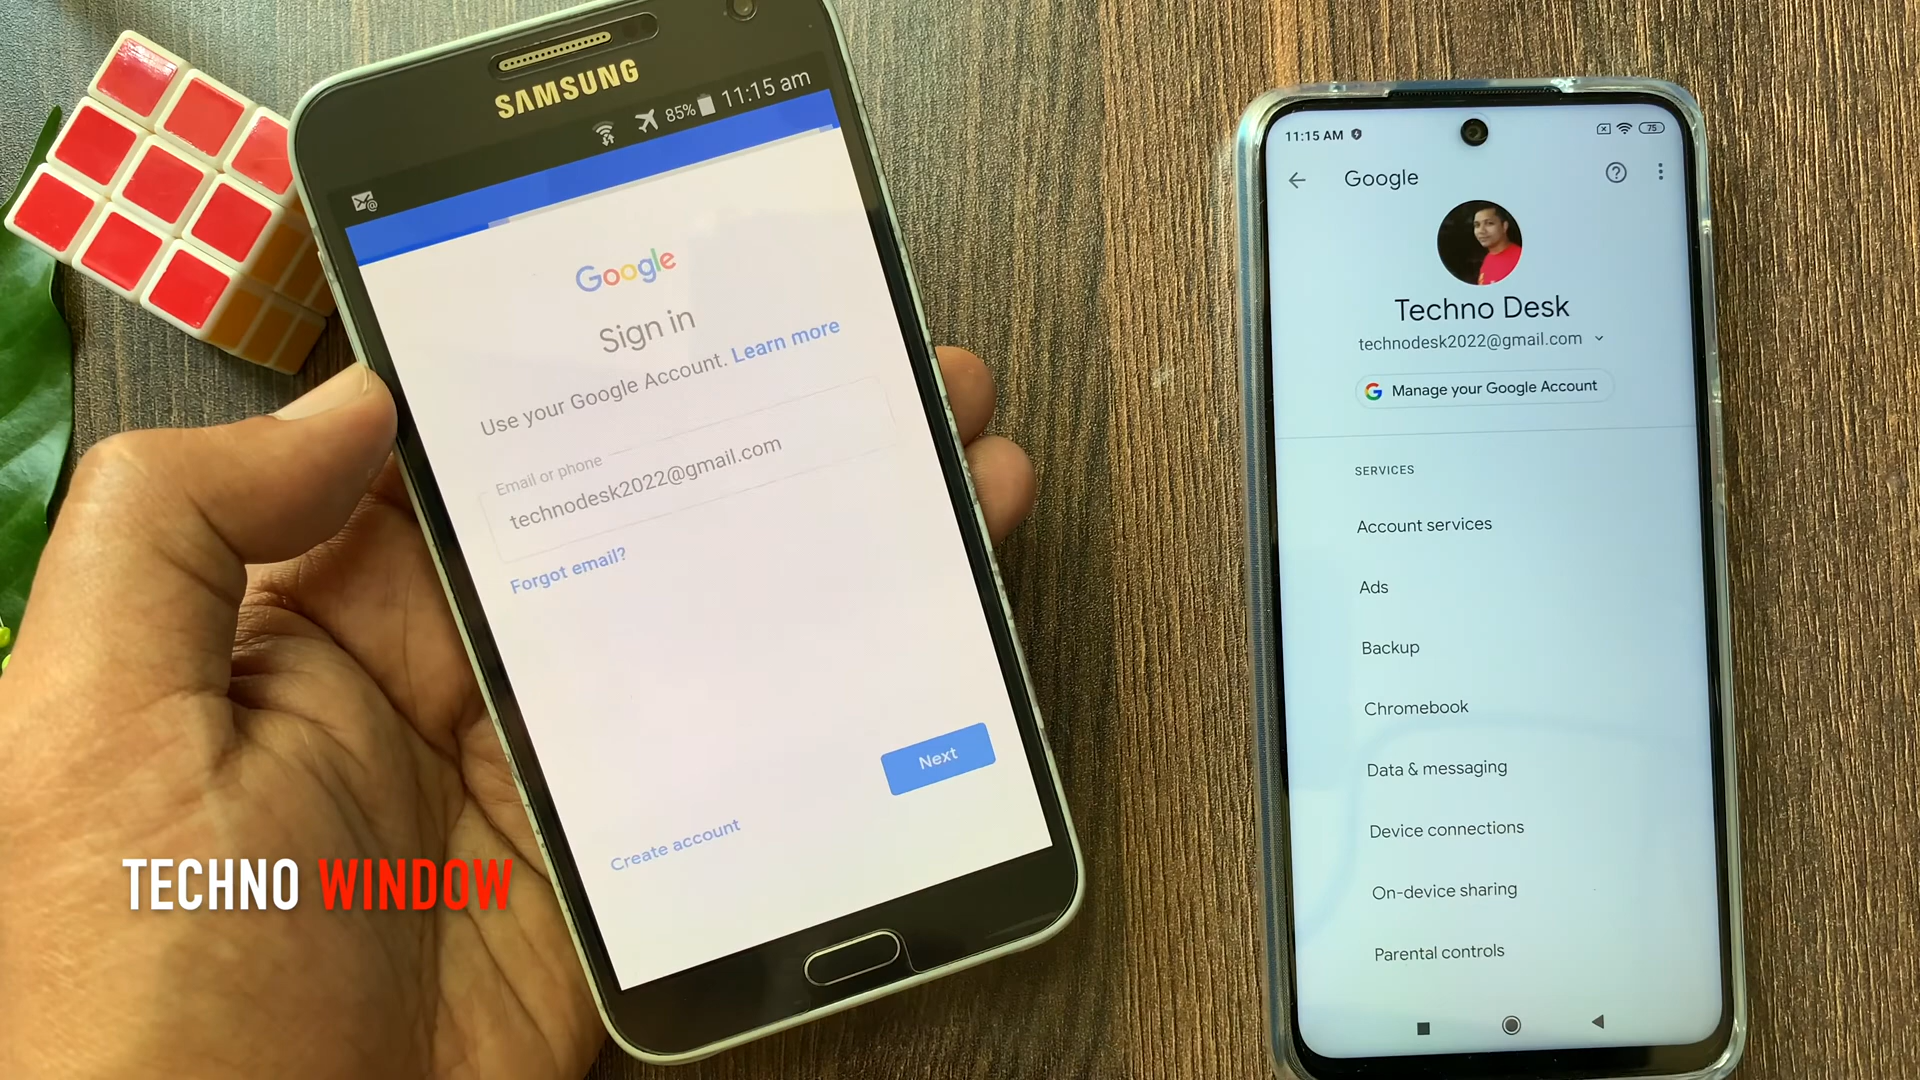 SAMSUNG
85% 11:15 am
Google
Sign in
Use your Google Account. Learn more
Email or phone
technodesk2022@gmail.com
Forgot email?
Next
Create account
TECHNO WINDOW
11:15 AM
75
Google
Techno Desk
technodesk2022@gmail.com
G Manage your Google Account
SERVICES
Account services
Ads
Backup
Chromebook
Data & messaging
Device connections
On-device sharing
Parental controls